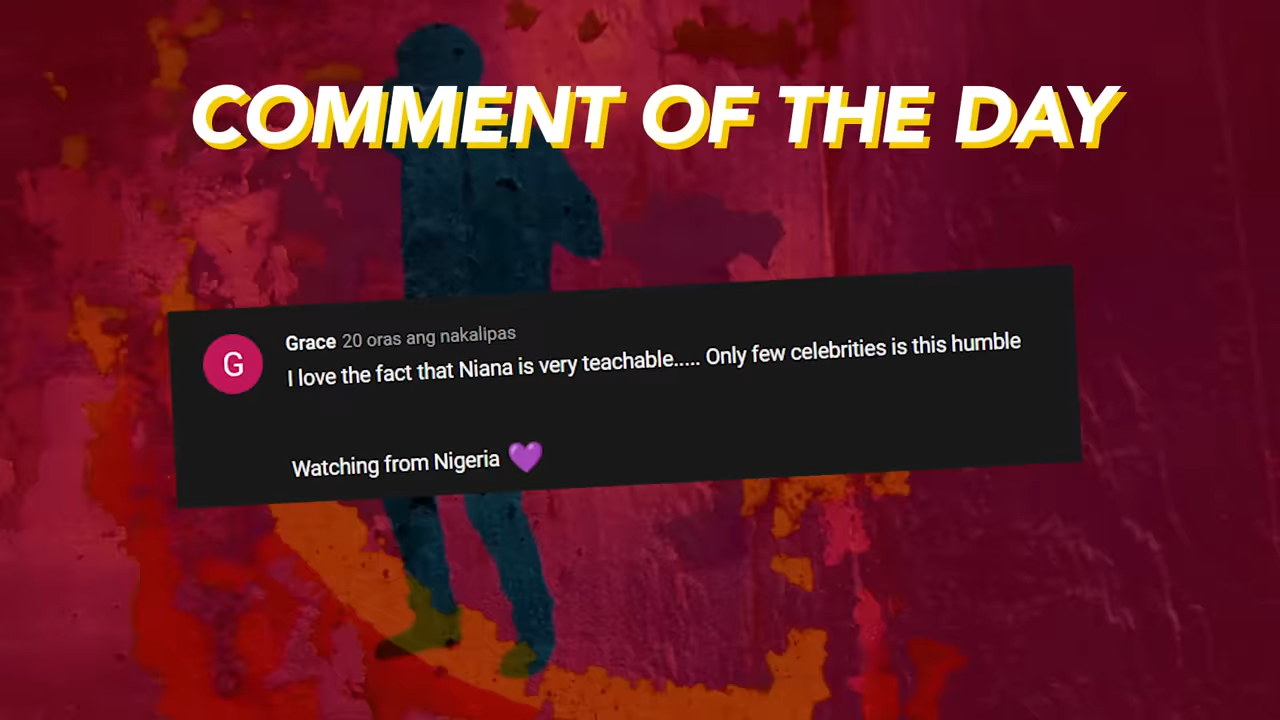 COMMENT OF THE DAY
G
Grace 20 oras ang nakalipas
I love the fact that Niana is very teachable..... Only few celebrities is this humble
Watching from Nigeria 💜